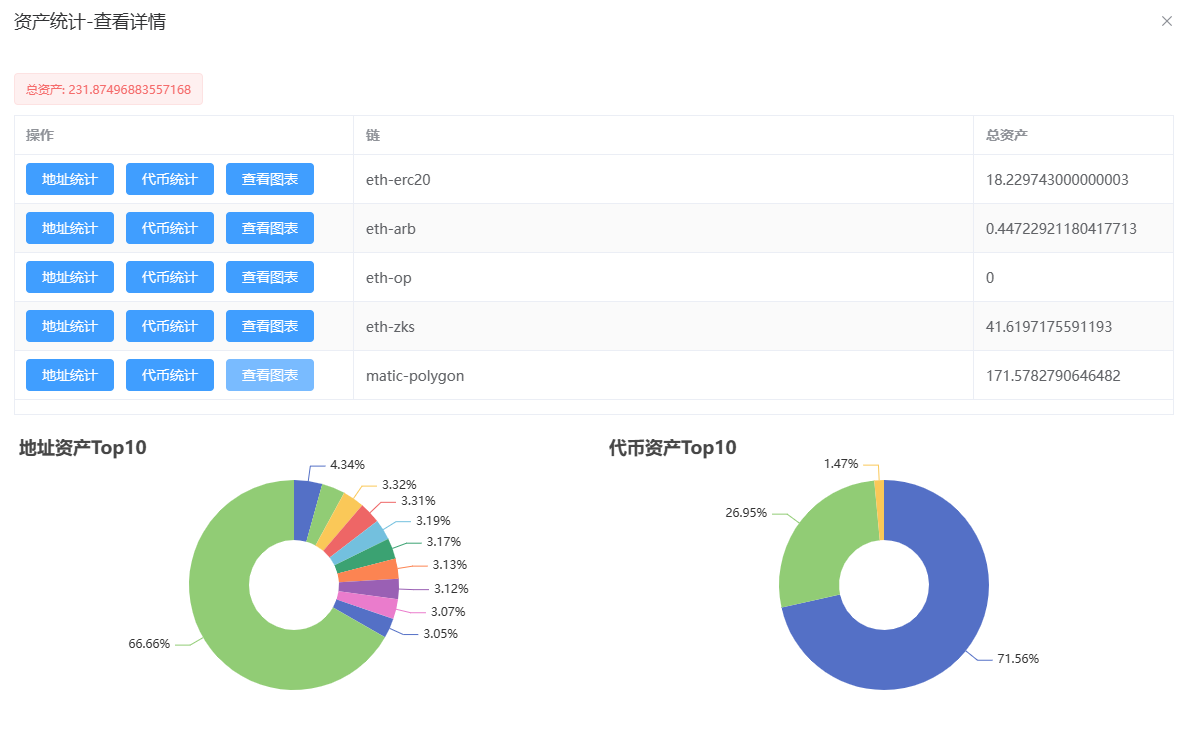 资产统计-查看详情
总资产: 231.87496883557168
操作 链 总资产
地址统计 代币统计 查看图表 eth-erc20 18.229743000000003
地址统计 代币统计 查看图表 eth-arb 0.44722921180417713
地址统计 代币统计 查看图表 eth-op 0
地址统计 代币统计 查看图表 eth-zks 41.6197175591193
地址统计 代币统计 查看图表 matic-polygon 171.5782790646482
地址资产Top10
4.34%
3.32%
3.31%
3.19%
3.17%
3.13%
3.12%
3.07%
3.05%
66.66%
代币资产Top10
1.47%
26.95%
71.56%